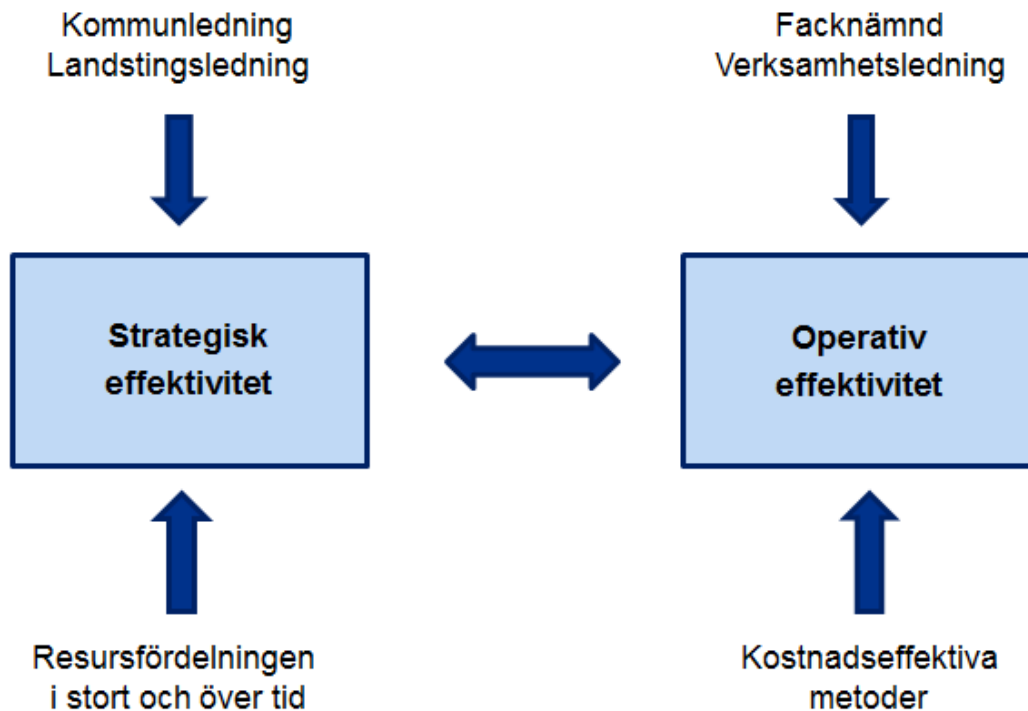 Kommunledning
Landstingsledning
Facknämnd
Verksamhetsledning
Strategisk
effektivitet
Operativ
effektivitet
Resursfördelningen
i stort och över tid
Kostnadseffektiva
metoder